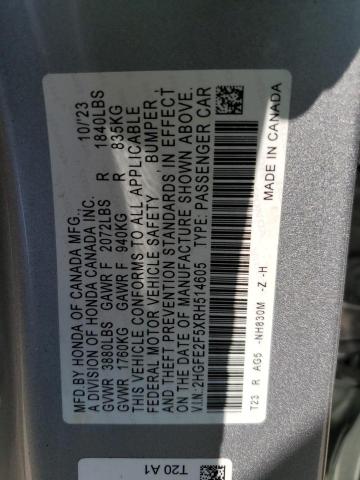 MFD BY HONDA OF CANADA MFG., 10/'23
A DIVISION OF HONDA CANADA INC.
GVWR 3880LBS GAWR F 2072LBS R 1840LBS
GVWR 1760KG GAWR F 940KG R 835KG
THIS VEHICLE CONFORMS TO ALL APPLICABLE
FEDERAL MOTOR VEHICLE SAFETY , BUMPER ,
AND THEFT PREVENTION STANDARDS IN EFFECT
ON THE DATE OF MANUFACTURE SHOWN ABOVE.
V.I.N.: 2HGFE2F5XRH514605 TYPE: PASSENGER CAR
T23 R AG5 -NH830M -Z -H MADE IN CANADA
T20 A1